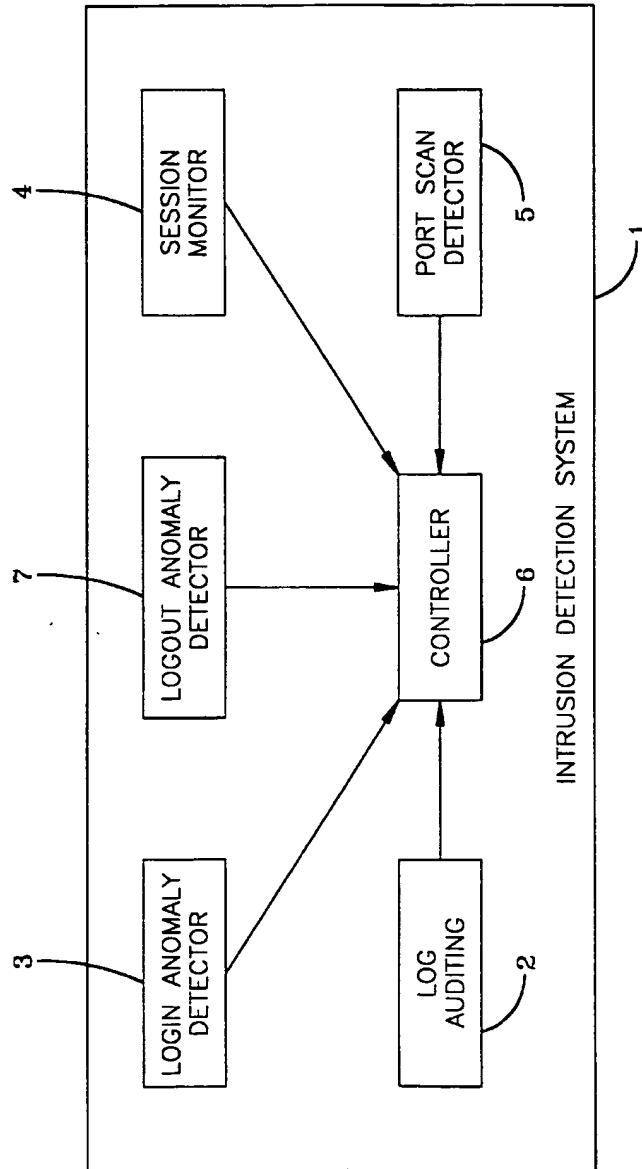 3
7
4
LOGIN ANOMALY
DETECTOR
LOGOUT ANOMALY
DETECTOR
SESSION
MONITOR
LOG
AUDITING
CONTROLLER
PORT SCAN
DETECTOR
2
6
5
INTRUSION DETECTION SYSTEM
1